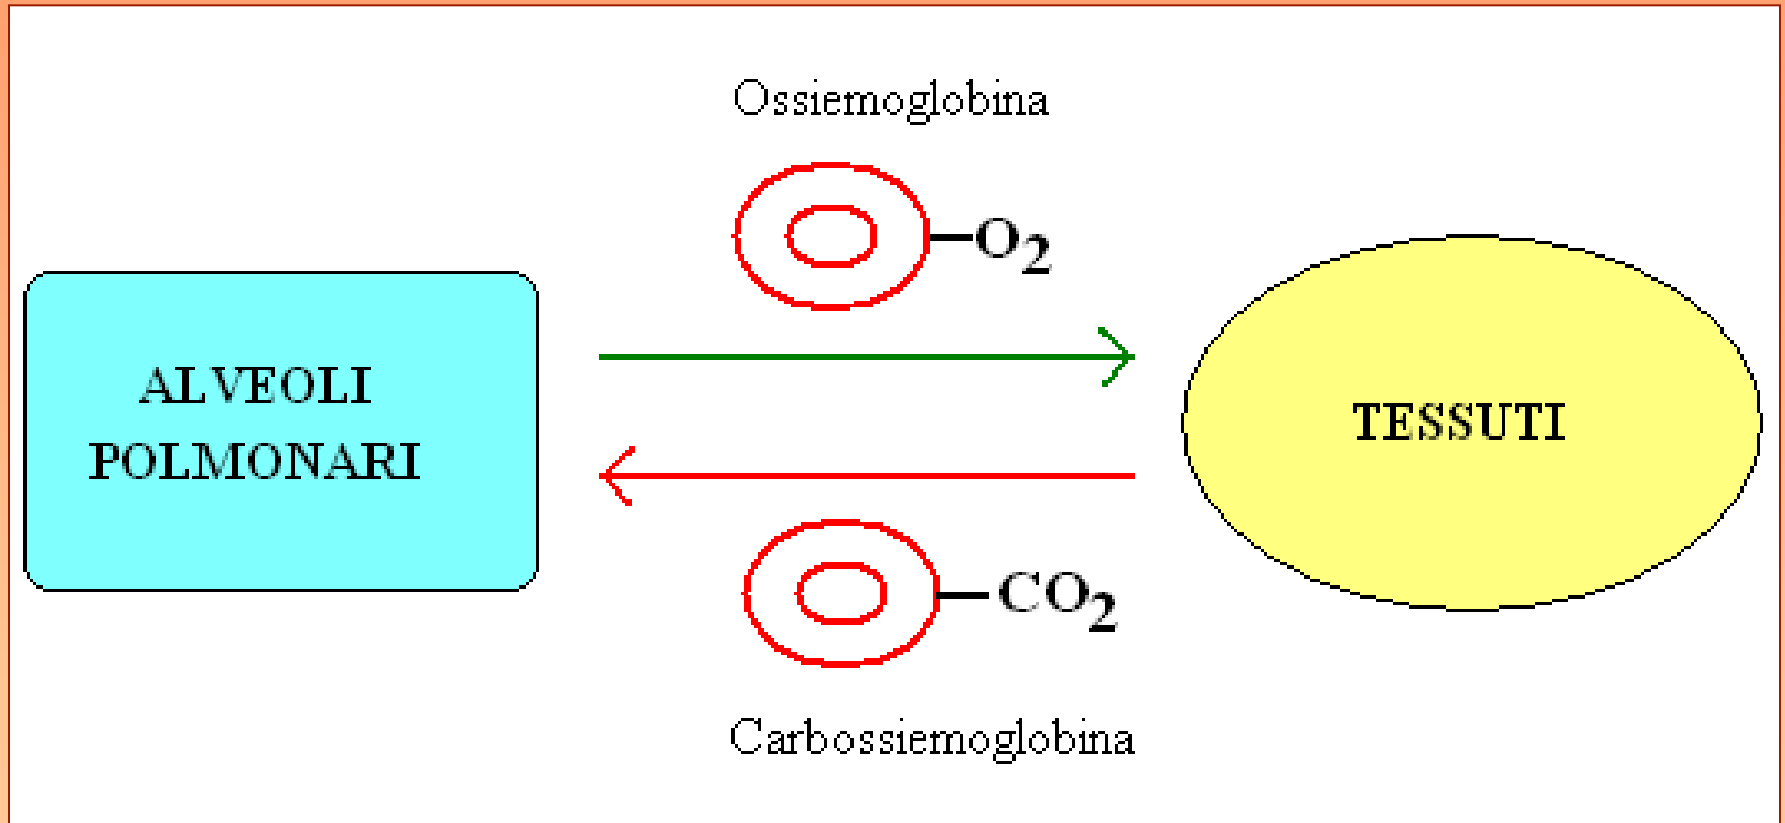 Ossiemoglobina
O2
ALVEOLI
POLMONARI
TESSUTI
CO2
Carbossiemoglobina